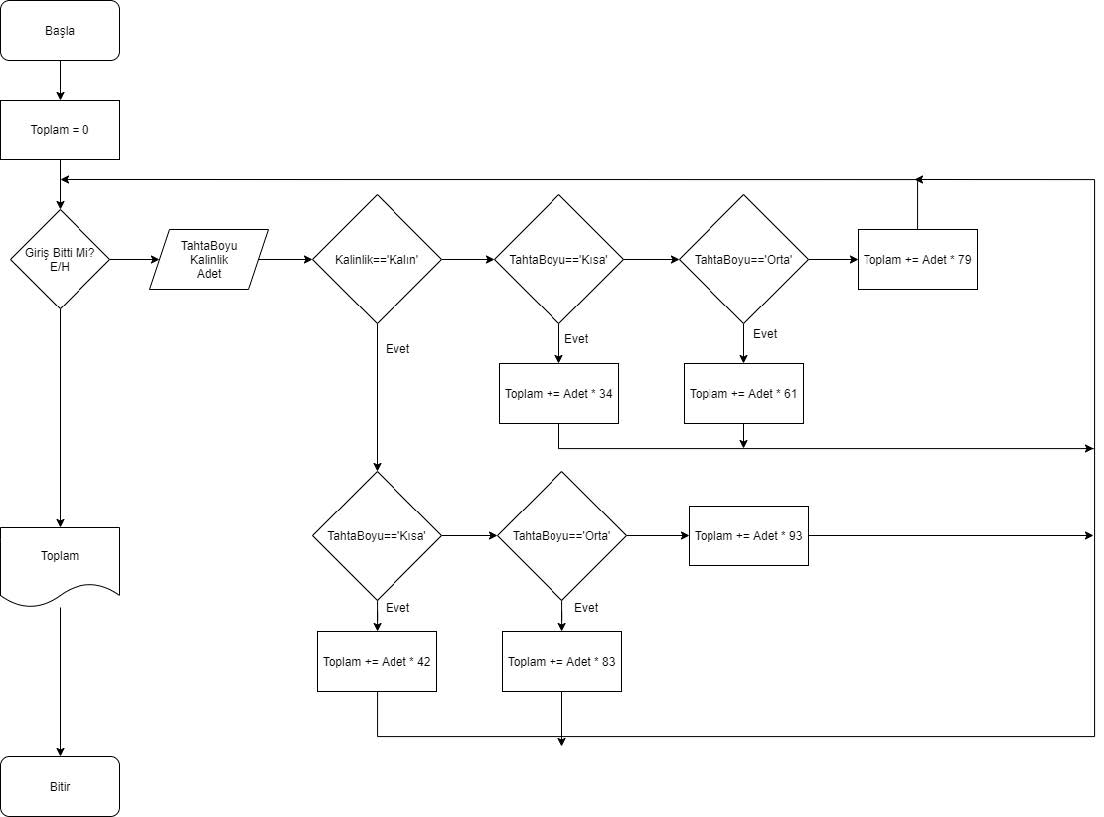 Başla
Toplam = 0
Giriş Bitti Mi?
E/H
TahtaBoyu
Kalinlik
Adet
Kalinlik=='Kalın'
TahtaBoyu=='Kısa'
TahtaBoyu=='Orta'
Toplam += Adet * 79
Evet
Evet
Evet
Toplam += Adet * 34
Toplam += Adet * 61
TahtaBoyu=='Kısa'
TahtaBoyu=='Orta'
Toplam += Adet * 93
Toplam
Evet
Evet
Toplam += Adet * 42
Toplam += Adet * 83
Bitir